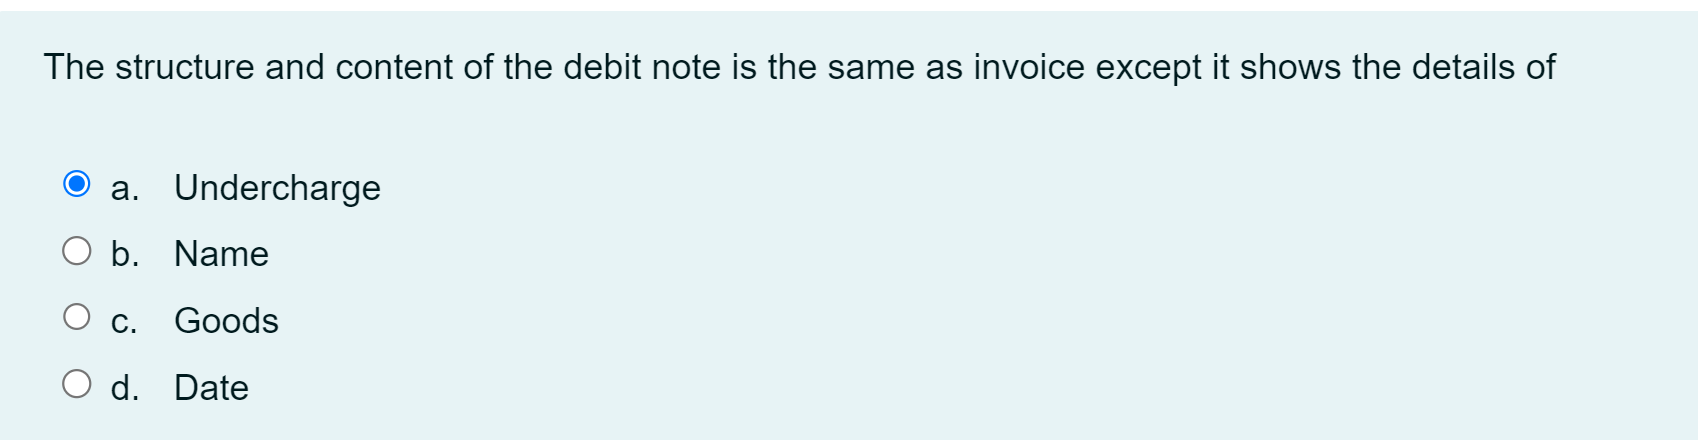 The structure and content of the debit note is the same as invoice except it shows the details of
a. Undercharge
b. Name
c. Goods
d. Date